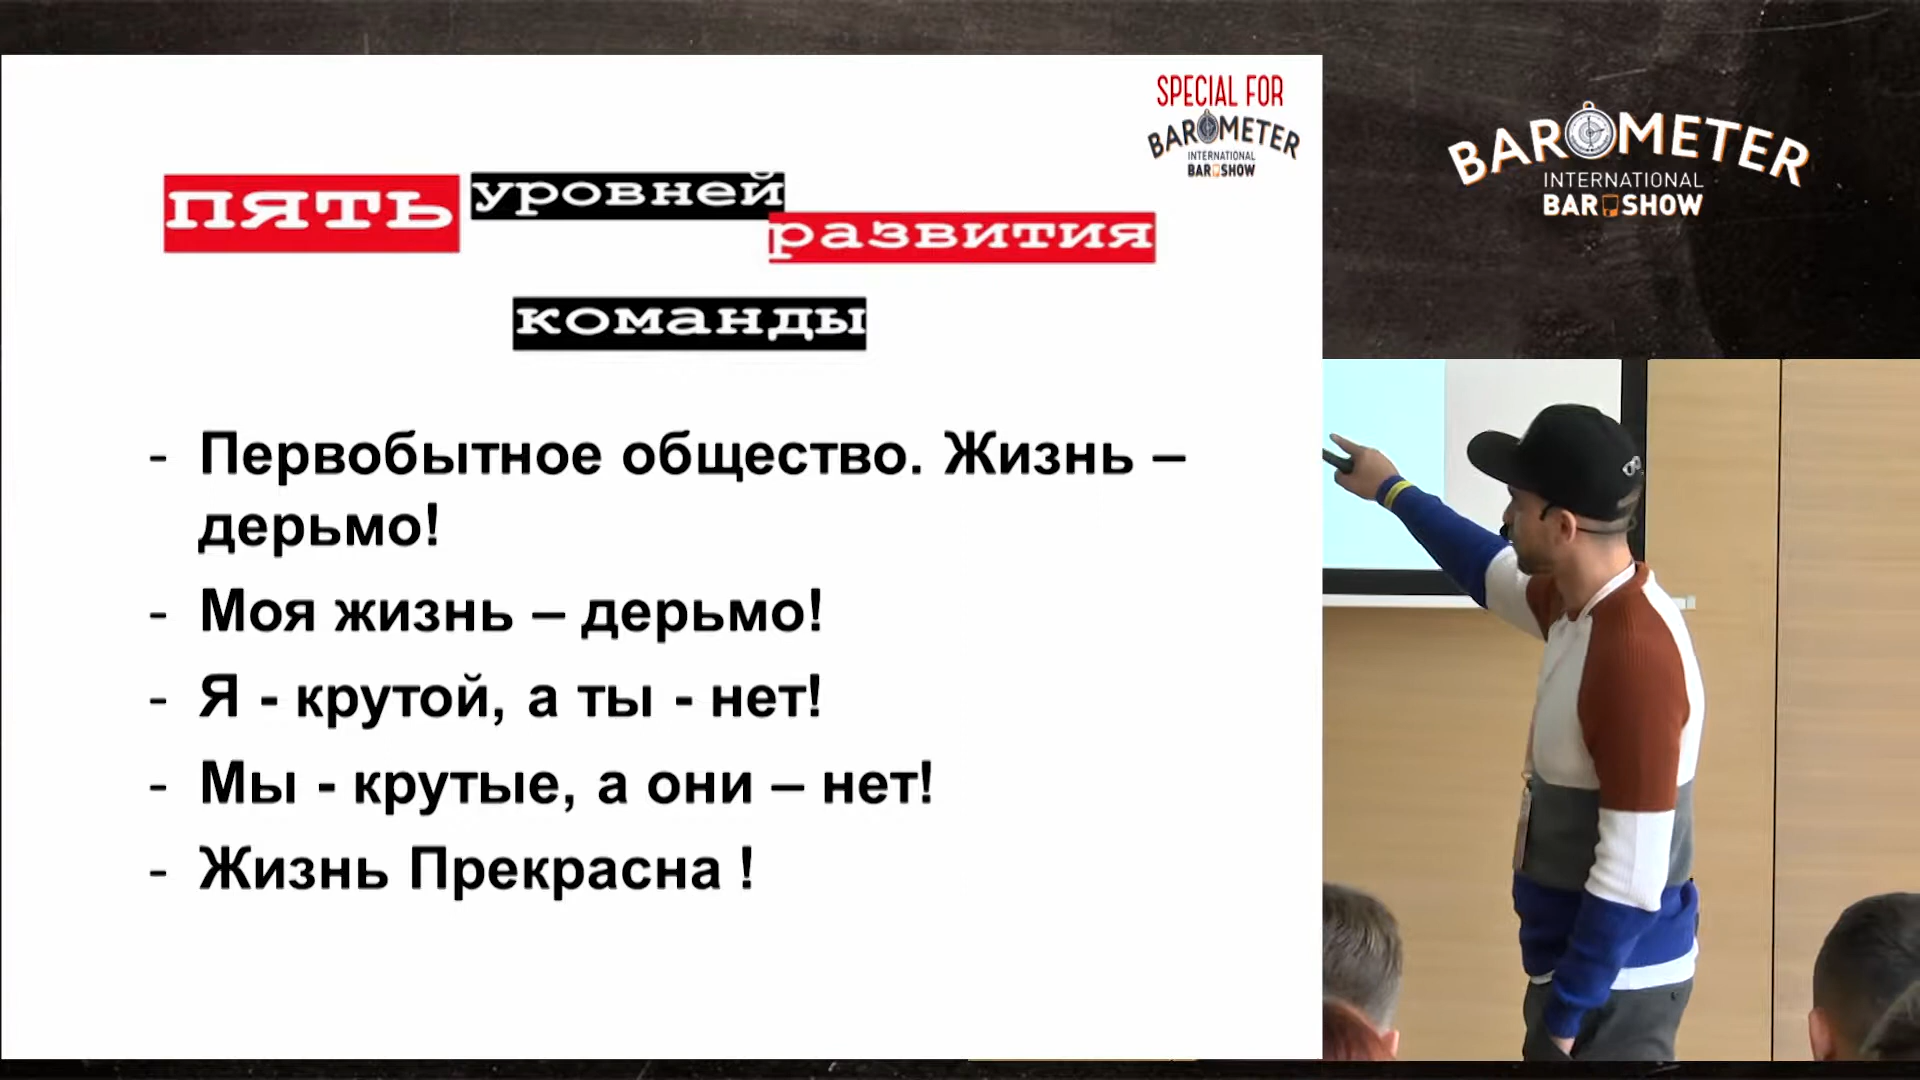 SPECIAL FOR
BAROMETER
INTERNATIONAL
BAR SHOW
пять уровней
развития
команды
- Первобытное общество. Жизнь –
дерьмо!
- Моя жизнь – дерьмо!
- Я - крутой, а ты - нет!
- Мы - крутые, а они – нет!
- Жизнь Прекрасна !
BAROMETER
INTERNATIONAL
BAR SHOW